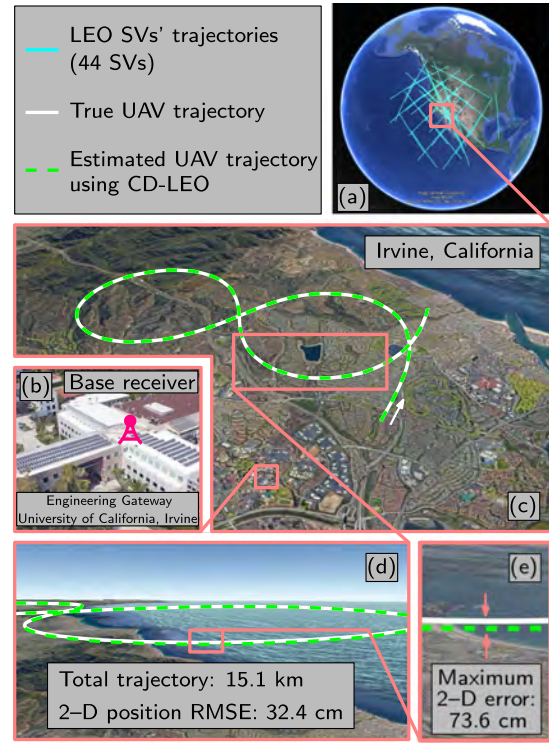 LEO SVs' trajectories
(44 SVs)
True UAV trajectory
Estimated UAV trajectory
using CD-LEO
(a)
Irvine, California
(b)
Base receiver
Engineering Gateway
University of California, Irvine
(c)
(d)
Total trajectory: 15.1 km
2–D position RMSE: 32.4 cm
(e)
Maximum
2–D error:
73.6 cm